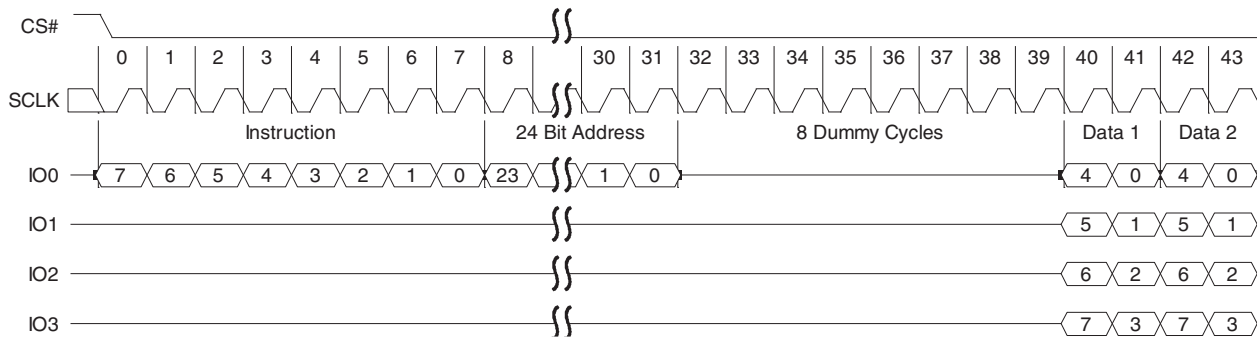 CS#
0 1 2 3 4 5 6 7 8 30 31 32 33 34 35 36 37 38 39 40 41 42 43
SCLK
Instruction 24 Bit Address 8 Dummy Cycles Data 1 Data 2
IO0 7 6 5 4 3 2 1 0 23 1 0 4 0 4 0
IO1 5 1 5 1
IO2 6 2 6 2
IO3 7 3 7 3